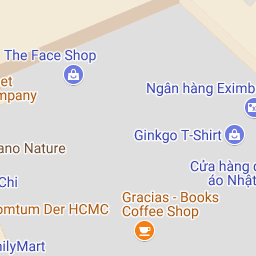 The Face Shop
et
ompany
Ngân hàng Eximb
Ginkgo T-Shirt
ano Nature
Cửa hàng
áo Nhật
Chi
Gracias - Books
Coffee Shop
omtum Der HCMC
nilyMart